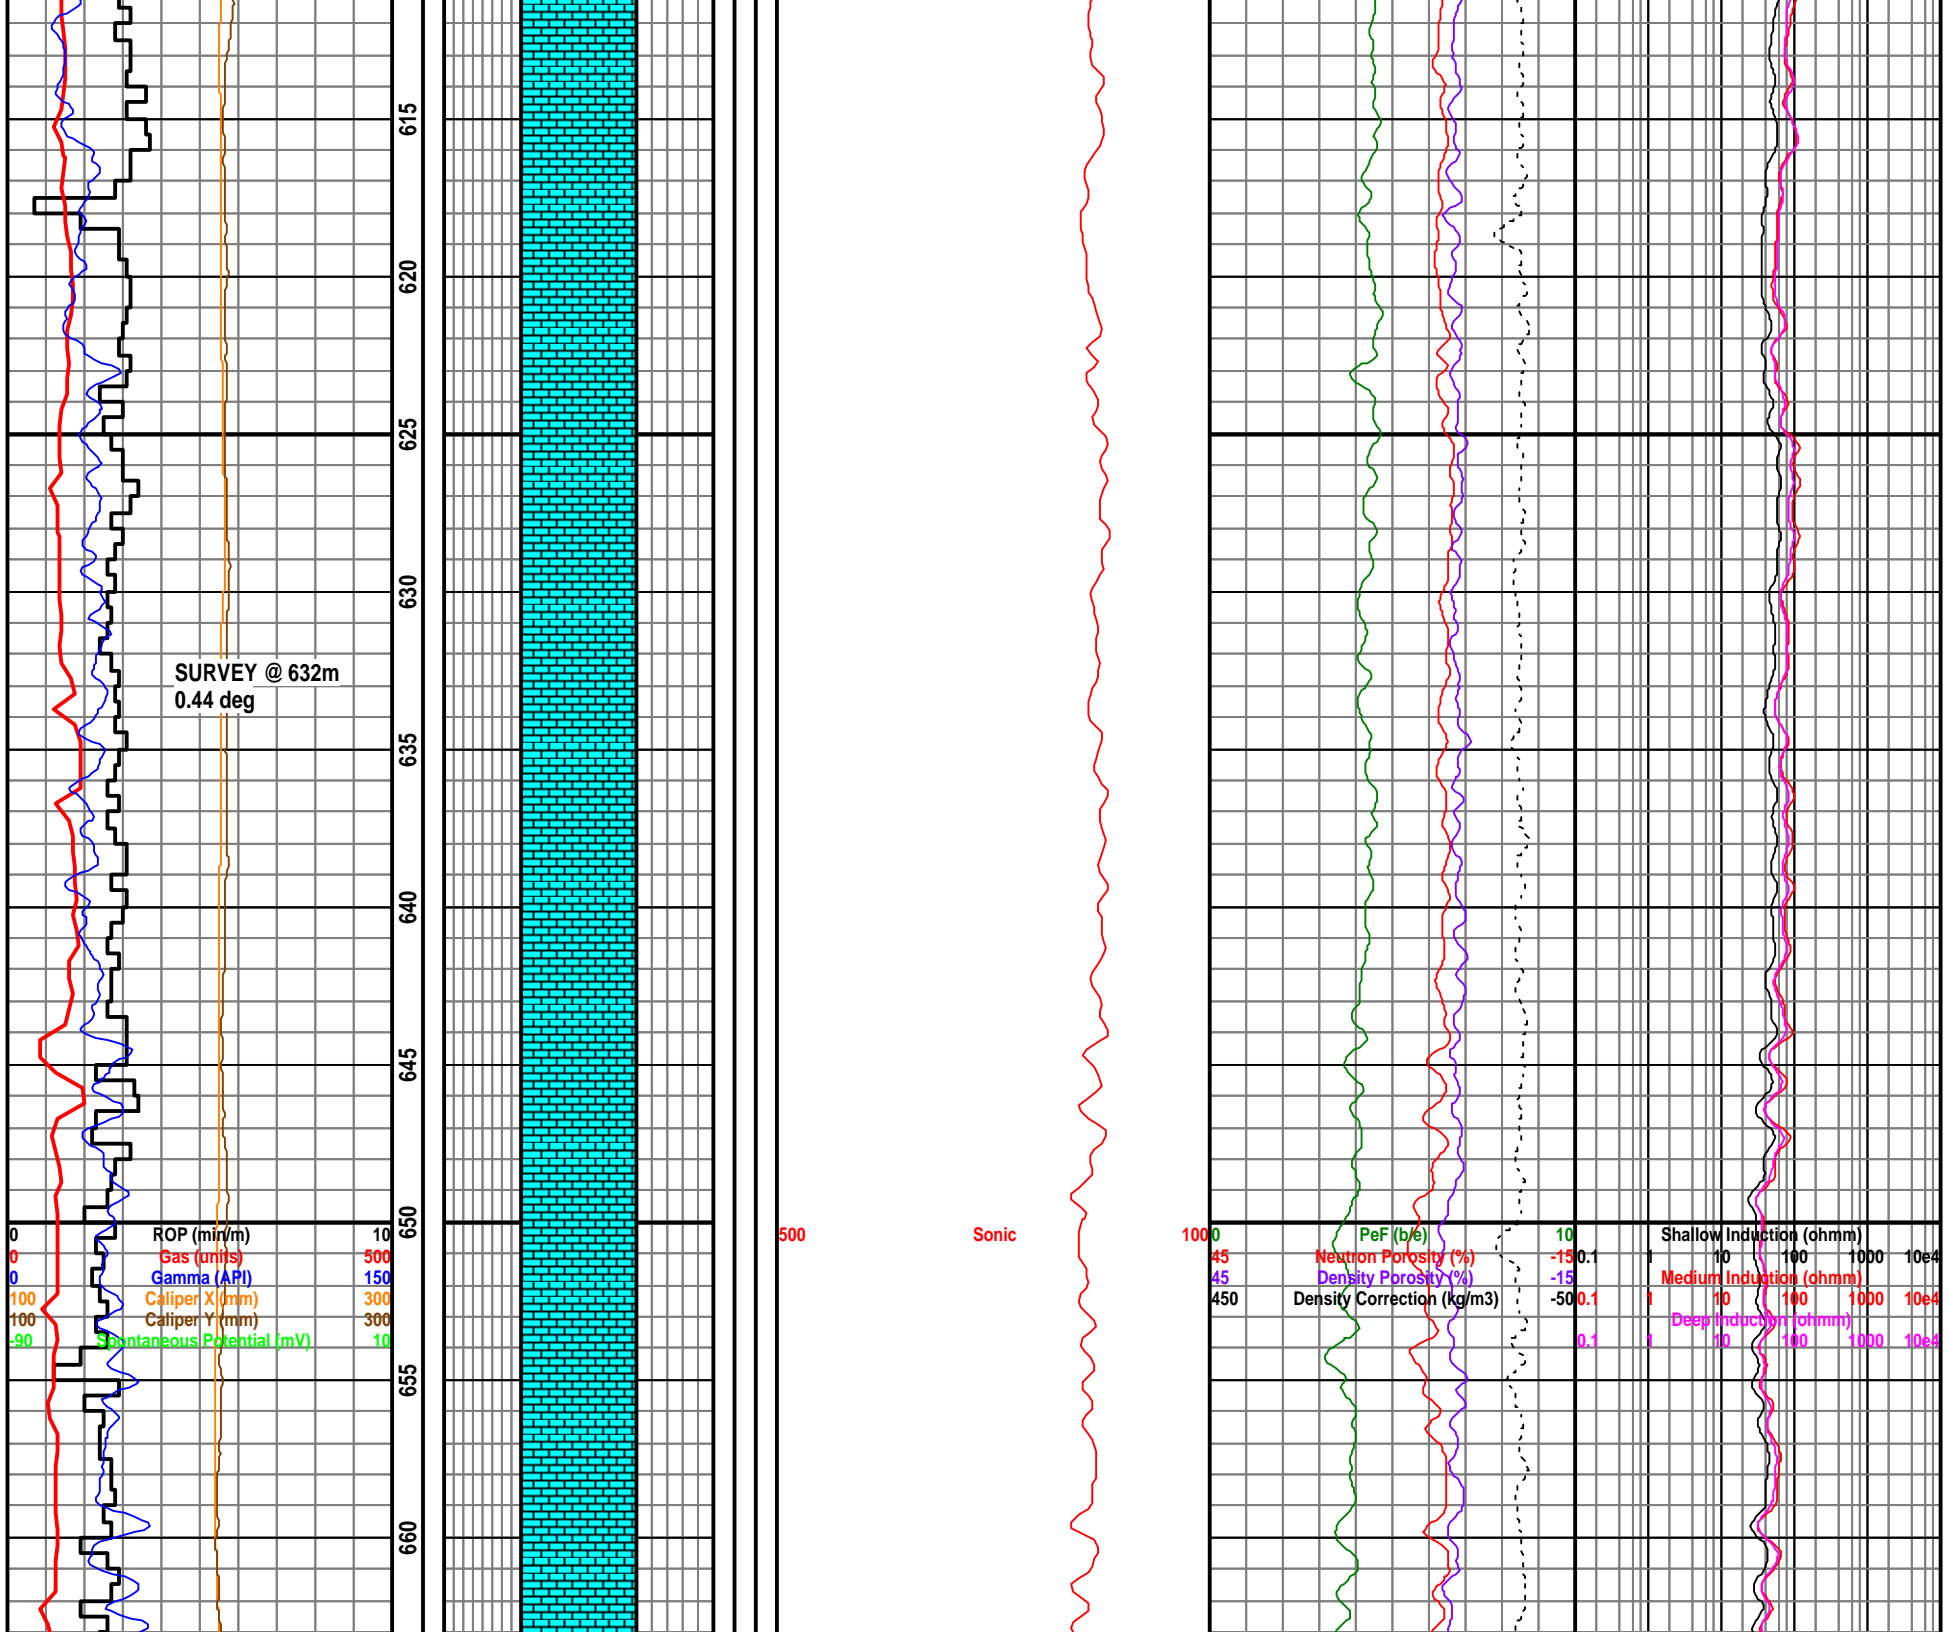 615
620
625
630
SURVEY @ 632m
0.44 deg
635
640
645
650
0 ROP (min/m) 10
0 Gas (units) 500
0 Gamma (API) 150
100 Caliper X (mm) 300
100 Caliper Y (mm) 300
-90 Spontaneous Potential (mV) 10
500 Sonic 100
0 PeF (b/e) 10
45 Neutron Porosity (%) -15
45 Density Porosity (%) -15
450 Density Correction (kg/m3) -50
Shallow Induction (ohmm)
0.1 1 10 100 1000 10e4
Medium Induction (ohmm)
0.1 1 10 100 1000 10e4
Deep Induction (ohmm)
0.1 1 10 100 1000 10e4
655
660